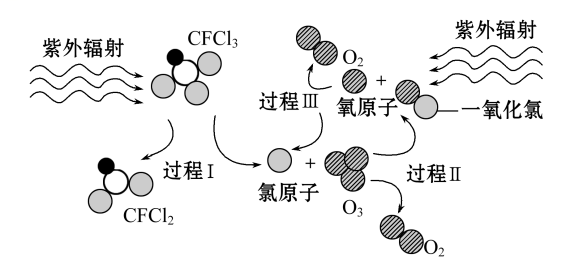 紫外辐射
CFCl3
过程Ⅰ
CFCl2
O2
过程Ⅲ
+
氧原子
紫外辐射
一氧化氯
氯原子
+
O3
过程Ⅱ
O2